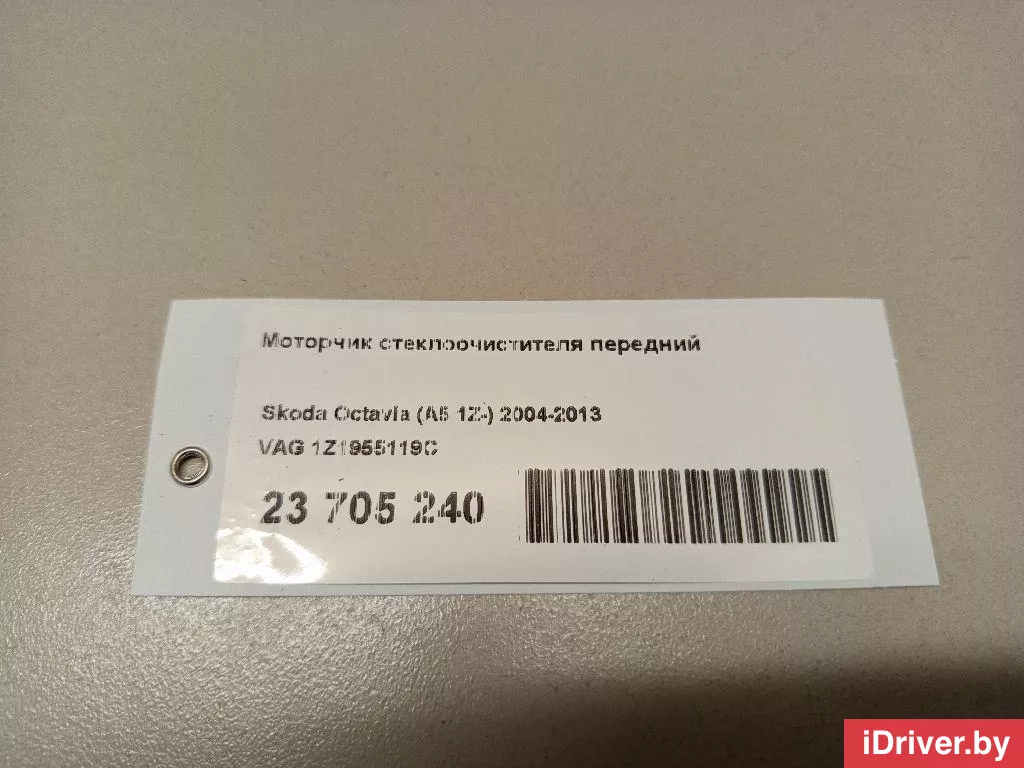 Моторчик стеклоочистителя передний
Skoda Octavia (A5 1Z-) 2004-2013
VAG 1Z1955119C
23 705 240
iDriver.by